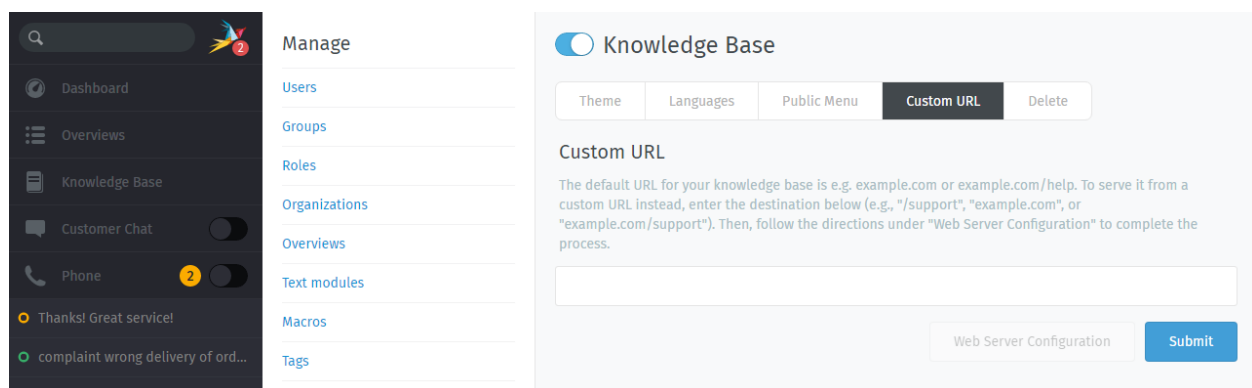 2
Dashboard
Overviews
Knowledge Base
Customer Chat
Phone 2
Thanks! Great service!
complaint wrong delivery of ord...
Manage
Users
Groups
Roles
Organizations
Overviews
Text modules
Macros
Tags
Knowledge Base
Theme Languages Public Menu Custom URL Delete
Custom URL
The default URL for your knowledge base is e.g. example.com or example.com/help. To serve it from a
custom URL instead, enter the destination below (e.g., "/support", "example.com", or
"example.com/support"). Then, follow the directions under "Web Server Configuration" to complete the
process.
Web Server Configuration Submit